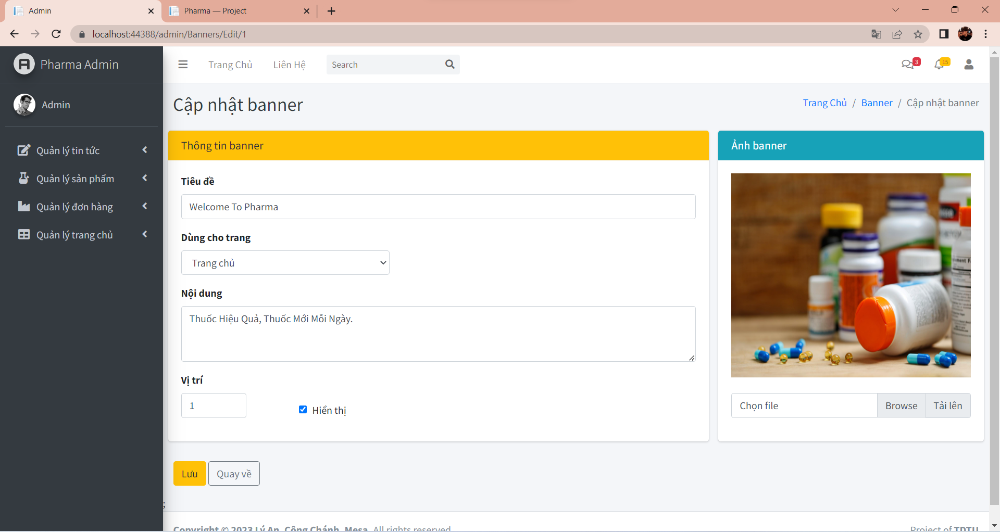 Admin
Pharma — Project
localhost:44388/admin/Banners/Edit/1
Pharma Admin
Trang Chủ
Liên Hệ
Search
3
15
Admin
Cập nhật banner
Trang Chủ / Banner / Cập nhật banner
Quản lý tin tức
Quản lý sản phẩm
Quản lý đơn hàng
Quản lý trang chủ
Thông tin banner
Tiêu đề
Welcome To Pharma
Dùng cho trang
Trang chủ
Nội dung
Thuốc Hiệu Quả, Thuốc Mới Mỗi Ngày.
Vị trí
1
Hiển thị
Ảnh banner
Chọn file
Browse
Tải lên
Lưu
Quay về
;
Copyright © 2023 Lý An, Công Chánh, Mesa. All rights reserved.
Project of TDTU